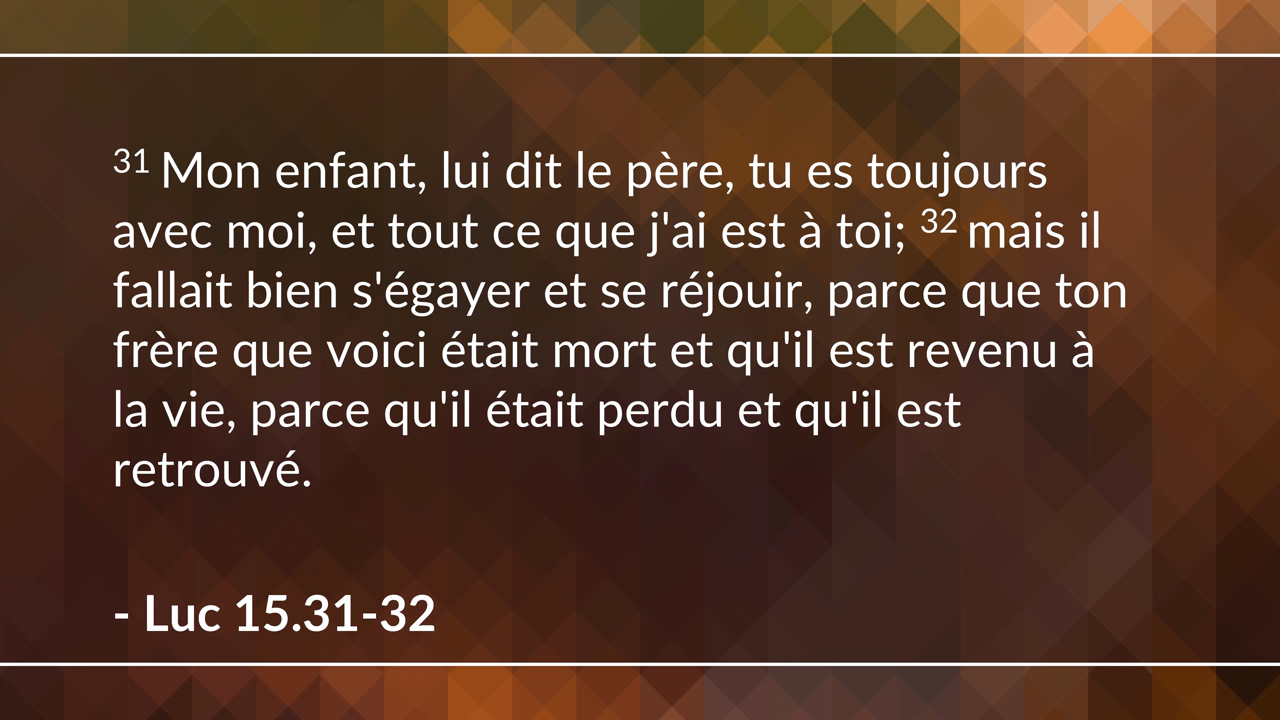 31 Mon enfant, lui dit le père, tu es toujours
avec moi, et tout ce que j'ai est à toi; 32 mais il
fallait bien s'égayer et se réjouir, parce que ton
frère que voici était mort et qu'il est revenu à
la vie, parce qu'il était perdu et qu'il est
retrouvé.
- Luc 15.31-32